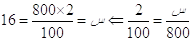 س/800 = 2/100 ⇐ س = 800×2/100 = 16